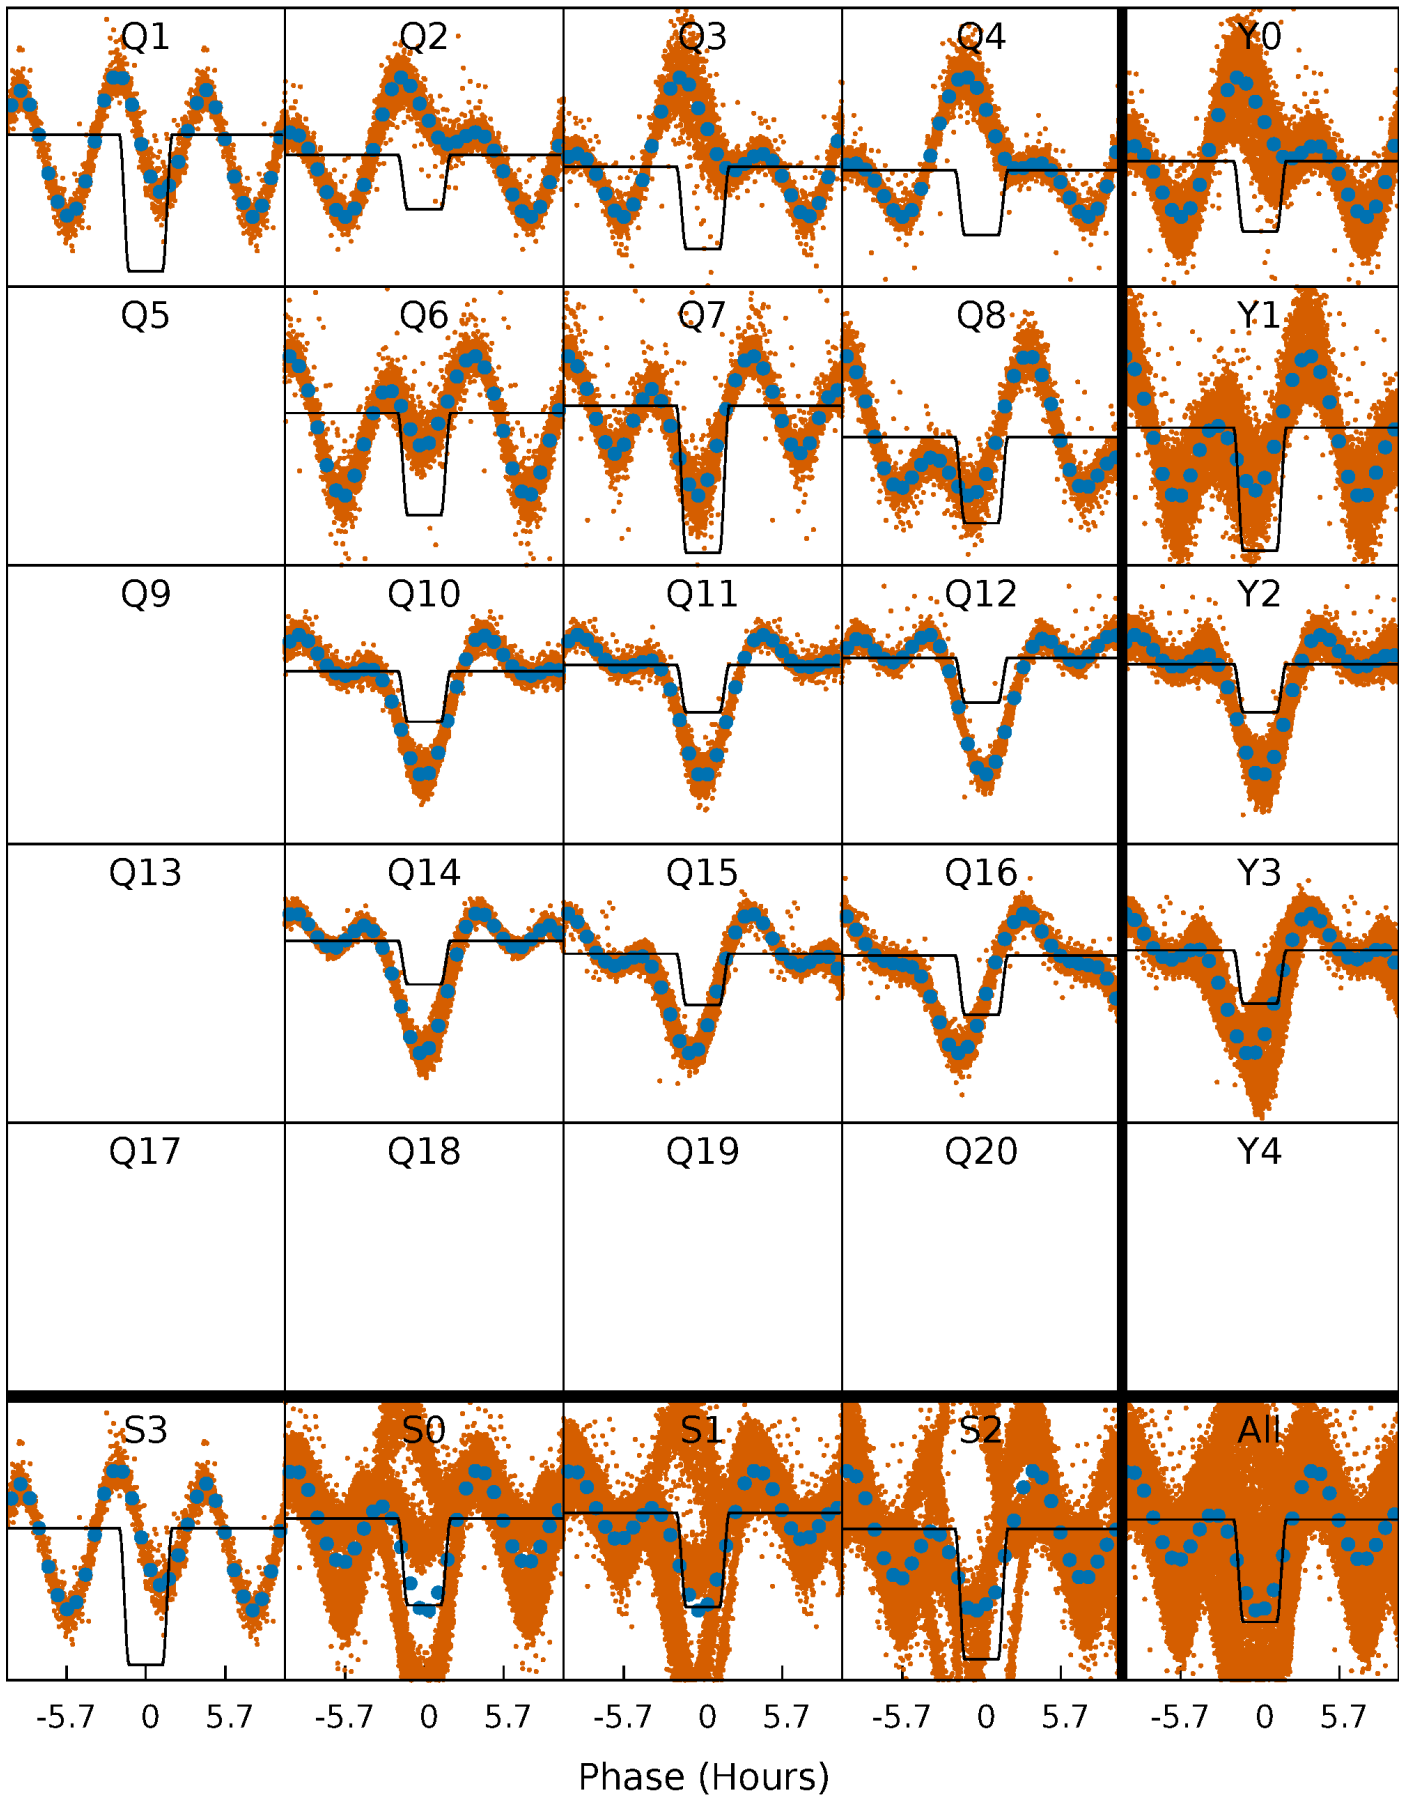 Q1 Q2 Q3 Q4 Y0
Q5 Q6 Q7 Q8 Y1
Q9 Q10 Q11 Q12 Y2
Q13 Q14 Q15 Q16 Y3
Q17 Q18 Q19 Q20 Y4
S3 S0 S1 S2 All
-5.7 0 5.7 -5.7 0 5.7 -5.7 0 5.7 -5.7 0 5.7 -5.7 0 5.7
Phase (Hours)